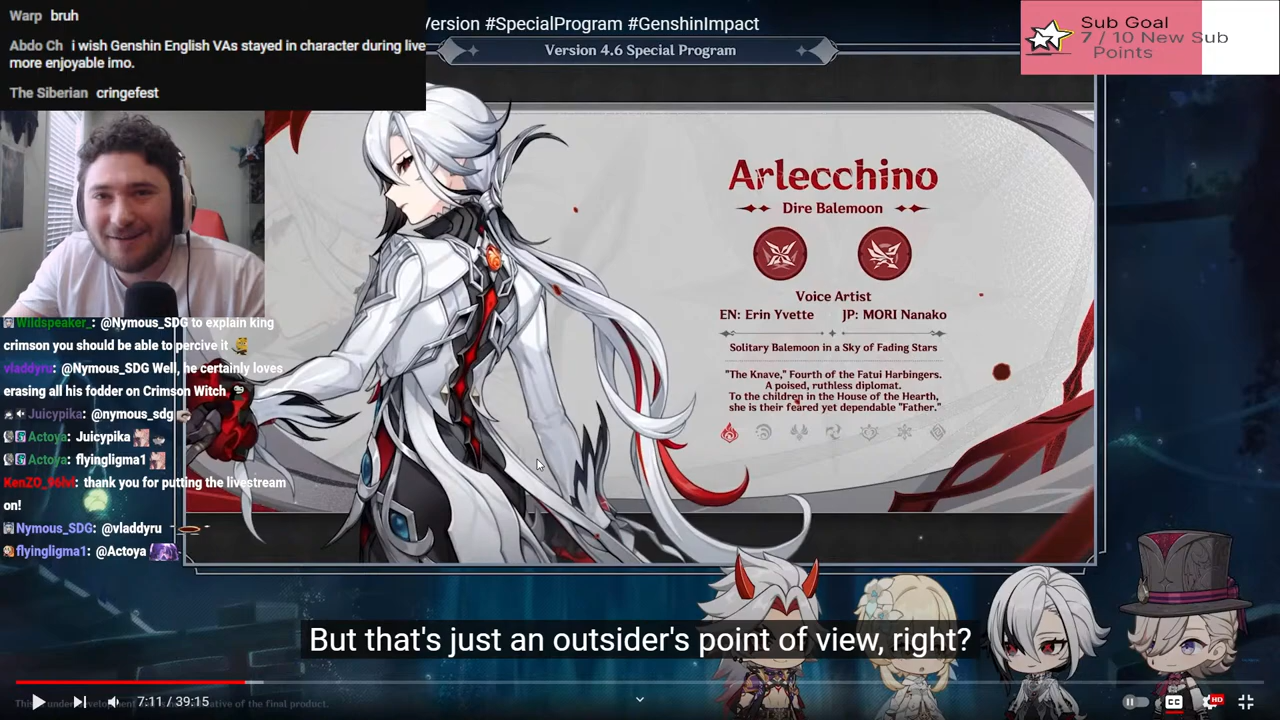 Warp bruh
Abdo Ch i wish Genshin English VAs stayed in character during live
more enjoyable imo.
The Siberian cringefest
Version #SpecialProgram #GenshinImpact
Version 4.6 Special Program
Sub Goal
7 / 10 New Sub
Points
Arlecchino
Dire Balemoon
Voice Artist
EN: Erin Yvette JP: MORI Nanako
Solitary Balemoon in a Sky of Fading Stars
"The Knave," Fourth of the Fatui Harbingers.
A poised, ruthless diplomat.
To the children in the House of the Hearth,
she is their feared yet dependable "Father."
Wildspeaker_: @Nymous_SDG to explain king
crimson you should be able to percive it
vladdyru: @Nymous_SDG Well, he certainly loves
erasing all his fodder on Crimson Witch
Juicypika: @nymous_sdg
Actoya: Juicypika
Actoya: flyingligma1
KenZO_96lvl: thank you for putting the livestream
on!
Nymous_SDG: @vladdyru
flyingligma1: @Actoya
But that's just an outsider's point of view, right?
7:11 / 39:15
CC
HD
of the final product.